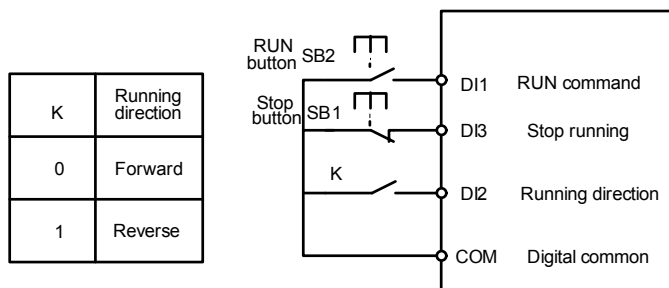 K
Running
direction
0
Forward
1
Reverse
RUN
button SB2
DI1 RUN command
Stop
button SB1
DI3 Stop running
K
DI2 Running direction
COM Digital common